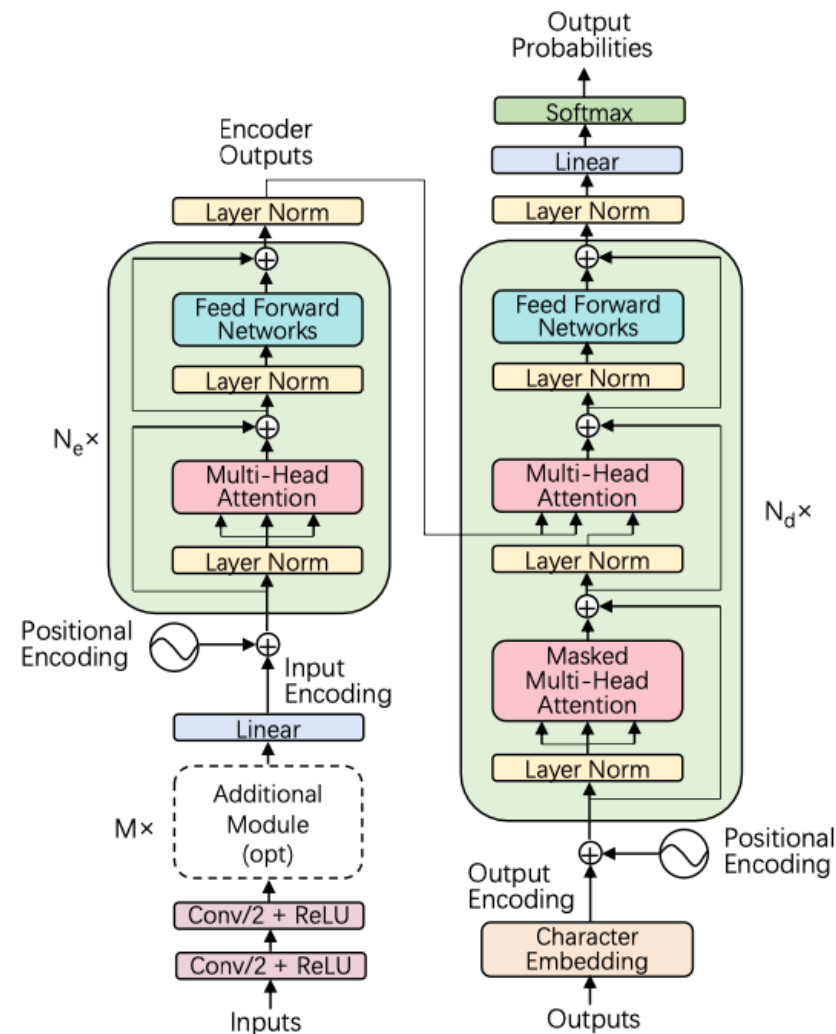 Output
Probabilities
Softmax
Linear
Layer Norm
Feed Forward
Networks
Layer Norm
Multi-Head
Attention
Layer Norm
Masked
Multi-Head
Attention
Layer Norm
N_d×
Positional
Encoding
Output
Encoding
Character
Embedding
Outputs
Encoder
Outputs
Layer Norm
Feed Forward
Networks
Layer Norm
N_e×
Multi-Head
Attention
Layer Norm
Positional
Encoding
Input
Encoding
Linear
M×
Additional
Module
(opt)
Conv/2 + ReLU
Conv/2 + ReLU
Inputs